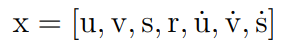 x = [u, v, s, r, u̇, v̇, ṡ]